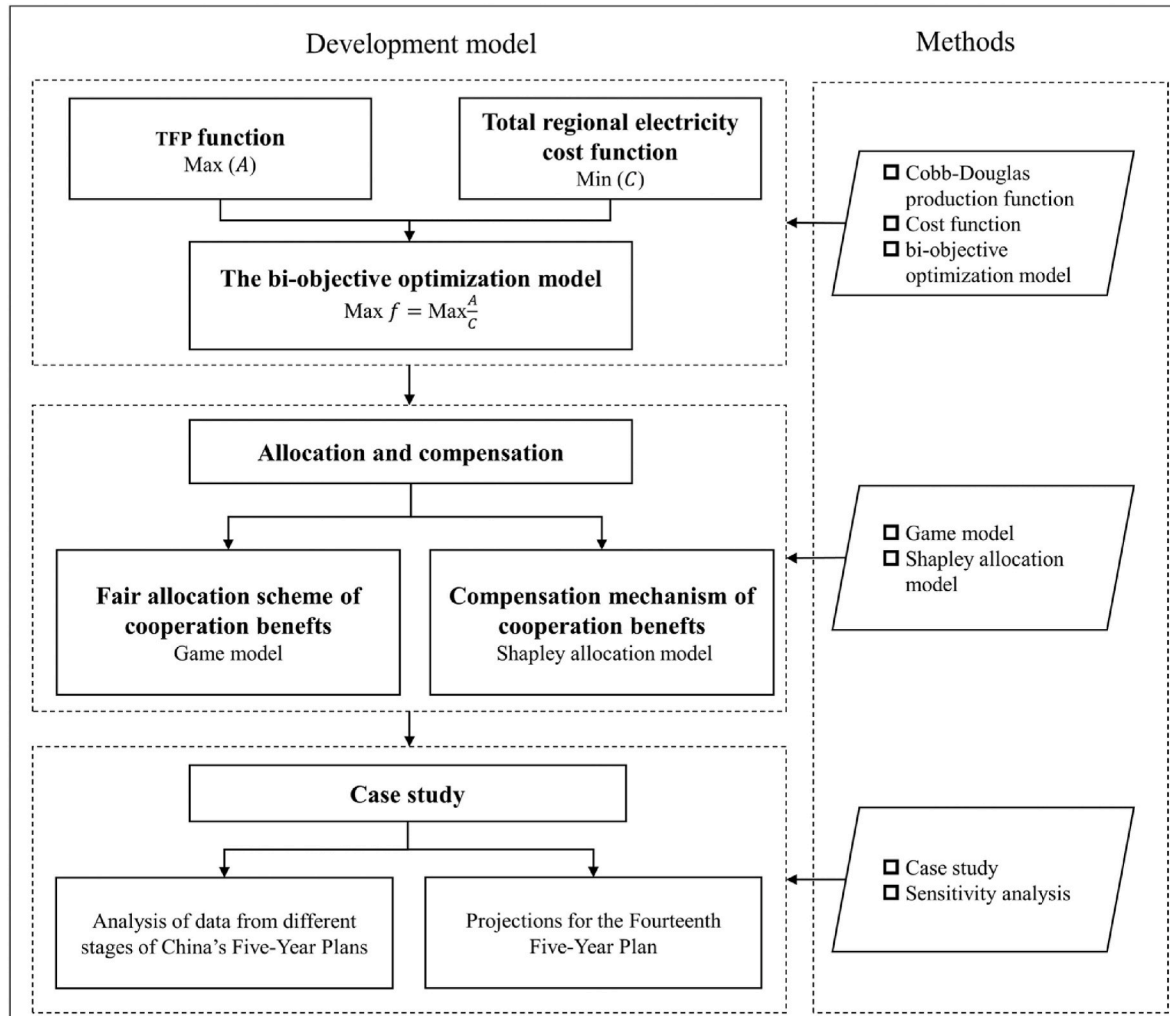 Development model
Methods
TFP function
Max (A)
Total regional electricity
cost function
Min (C)
The bi-objective optimization model
Max f = Max A/C
❑ Cobb-Douglas
production function
❑ Cost function
❑ bi-objective
optimization model
Allocation and compensation
Fair allocation scheme of
cooperation benefts
Game model
Compensation mechanism of
cooperation benefts
Shapley allocation model
❑ Game model
❑ Shapley allocation
model
Case study
Analysis of data from different
stages of China’s Five-Year Plans
Projections for the Fourteenth
Five-Year Plan
❑ Case study
❑ Sensitivity analysis